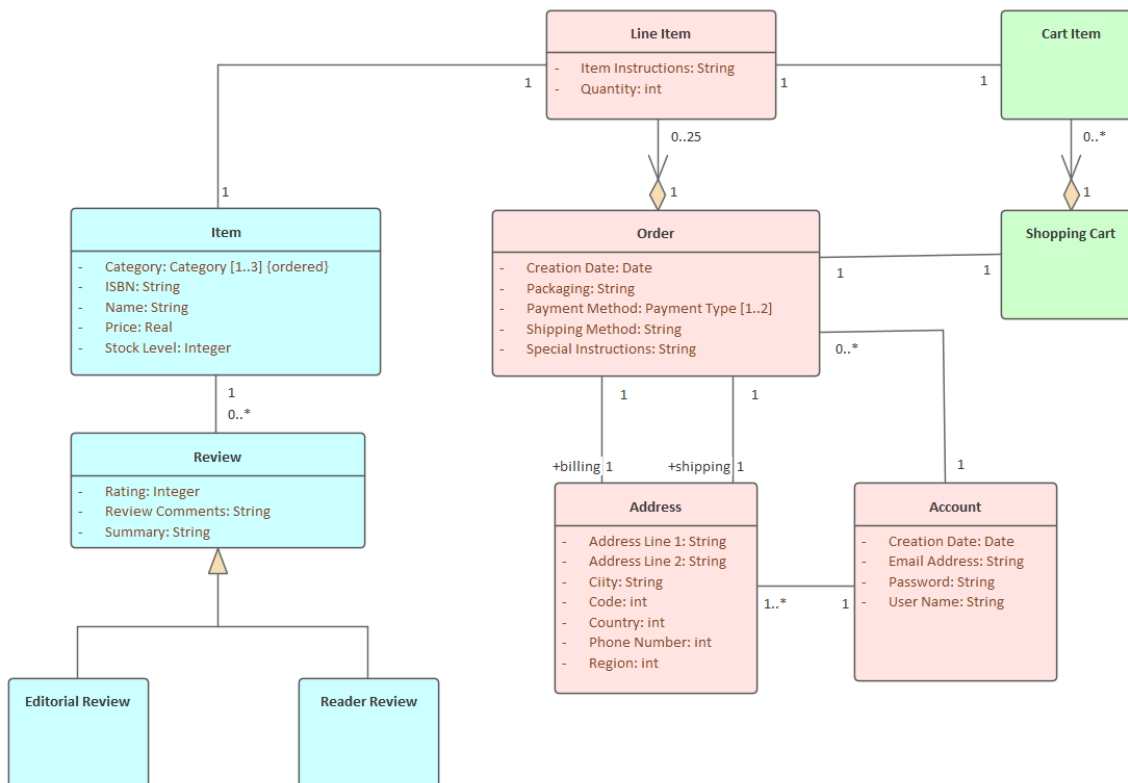 Line Item
- Item Instructions: String
- Quantity: int
Cart Item
1
1
1
1
0..25
0..*
1
1
1
Item
- Category: Category [1..3] {ordered}
- ISBN: String
- Name: String
- Price: Real
- Stock Level: Integer
Order
- Creation Date: Date
- Packaging: String
- Payment Method: Payment Type [1..2]
- Shipping Method: String
- Special Instructions: String
Shopping Cart
1
1
0..*
1
0..*
1
1
Review
- Rating: Integer
- Review Comments: String
- Summary: String
+billing 1
+shipping 1
1
Address
- Address Line 1: String
- Address Line 2: String
- Ciity: String
- Code: int
- Country: int
- Phone Number: int
- Region: int
1..*
1
Account
- Creation Date: Date
- Email Address: String
- Password: String
- User Name: String
Editorial Review
Reader Review